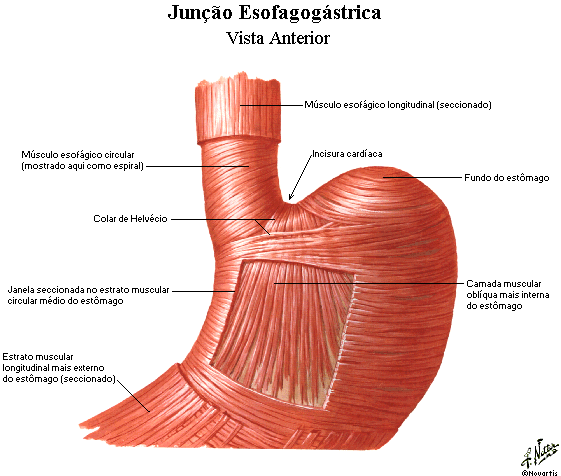 Junção Esofagogástrica
Vista Anterior
Músculo esofágico longitudinal (seccionado)
Músculo esofágico circular
(mostrado aqui como espiral)
Incisura cardíaca
Fundo do estômago
Colar de Helvécio
Janela seccionada no estrato muscular
circular médio do estômago
Camada muscular
oblíqua mais interna
do estômago
Estrato muscular
longitudinal mais externo
do estômago (seccionado)
©Novartis